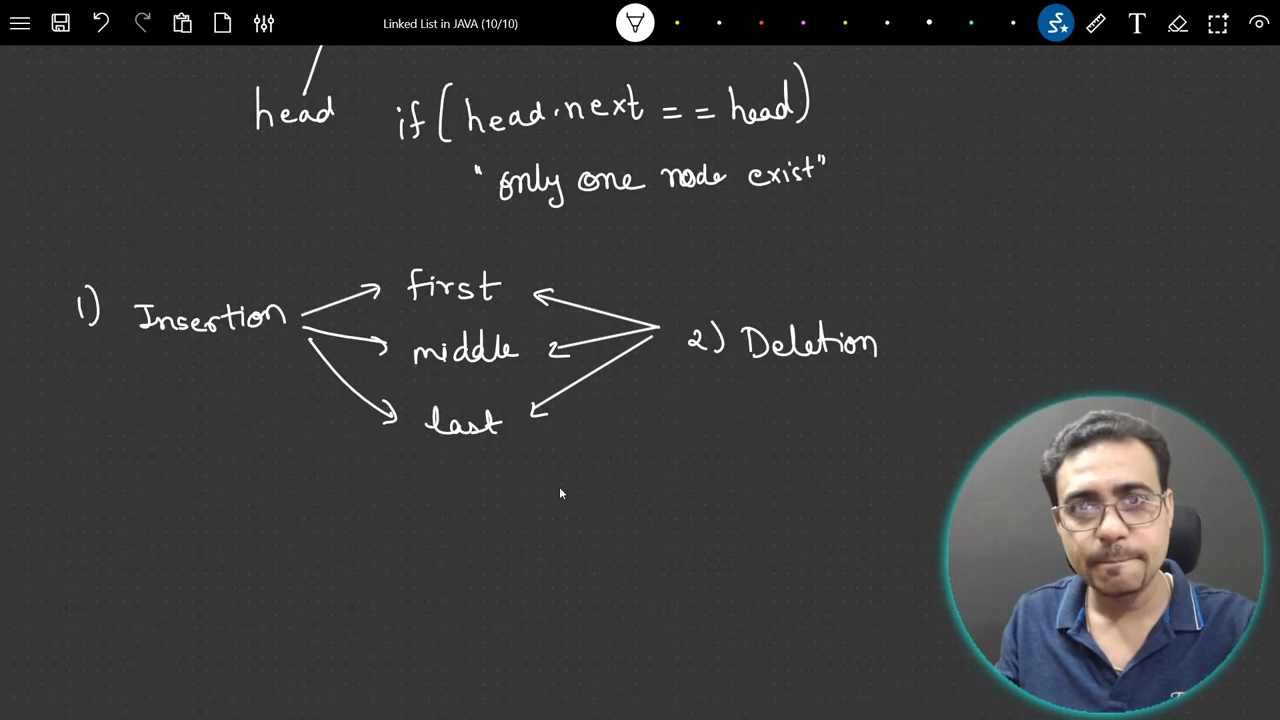 Linked List in JAVA (10/10)
T
head if (head.next == head)
"only one node exist"
1) Insertion
first
middle
last
2) Deletion